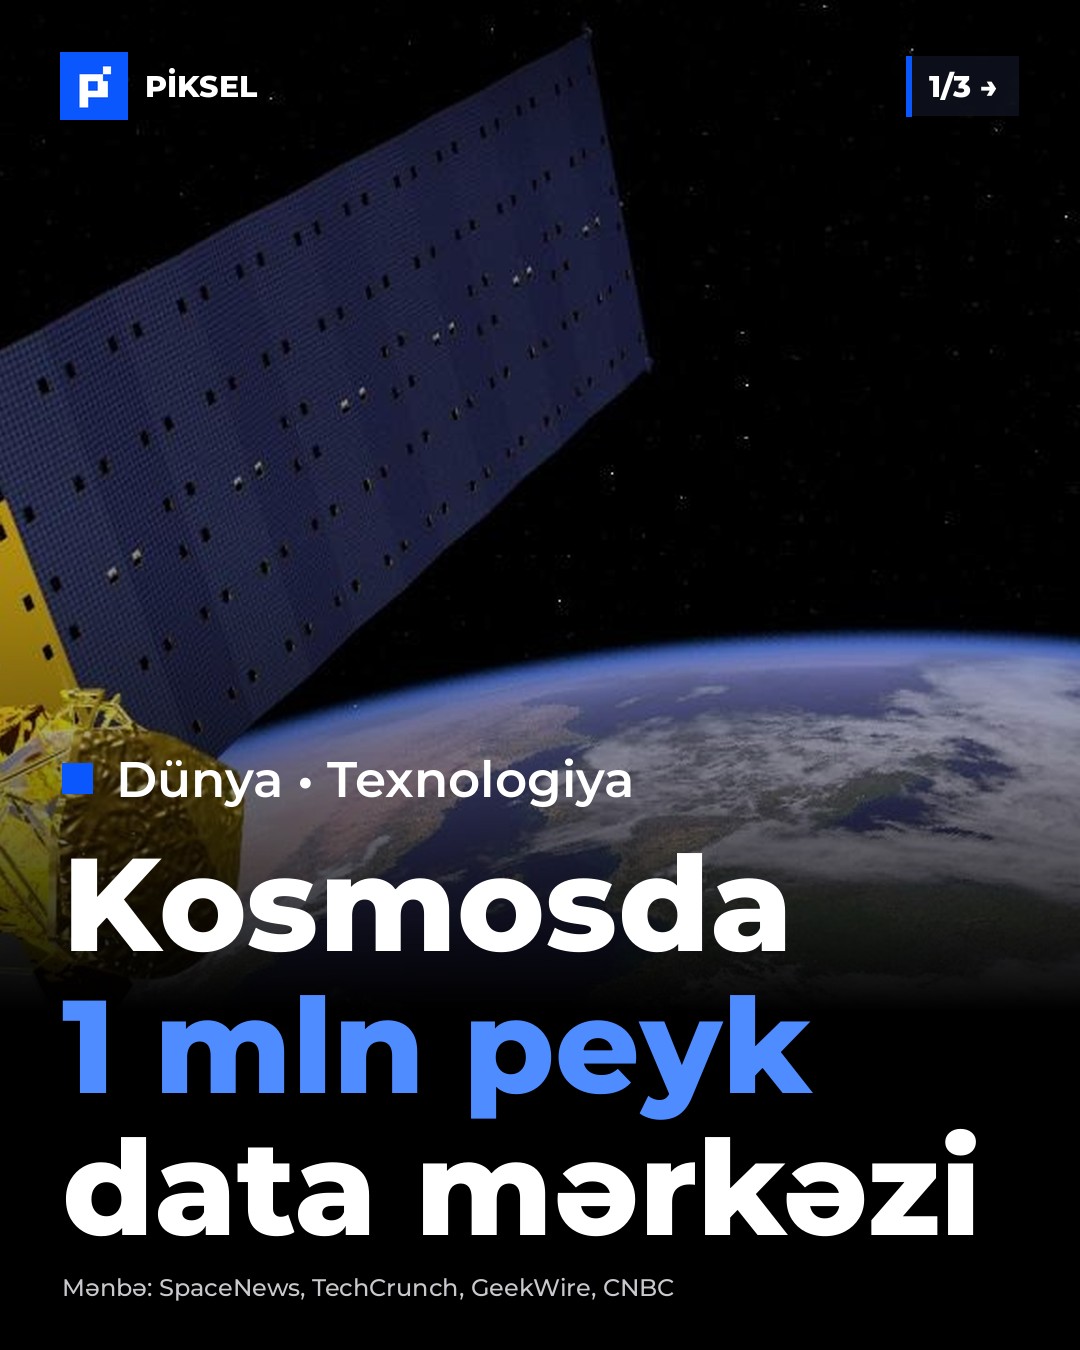 PİKSEL
1/3 →
Dünya • Texnologiya
Kosmosda
1 mln peyk
data mərkəzi
Mənbə: SpaceNews, TechCrunch, GeekWire, CNBC